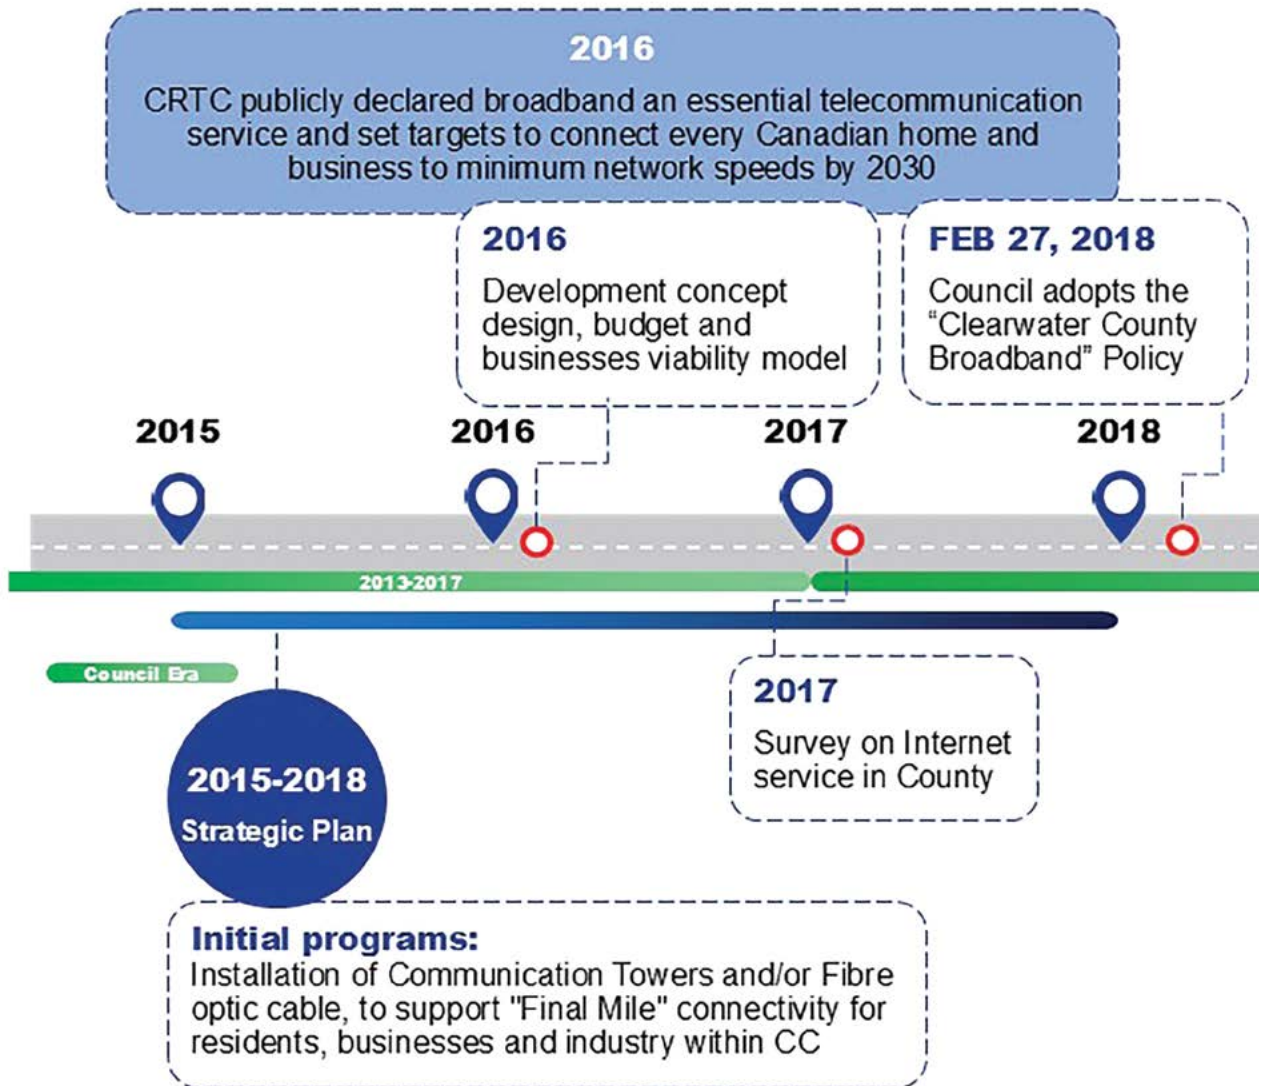 2016
CRTC publicly declared broadband an essential telecommunication
service and set targets to connect every Canadian home and
business to minimum network speeds by 2030
2016
Development concept
design, budget and
businesses viability model
FEB 27, 2018
Council adopts the
“Clearwater County
Broadband” Policy
2015
2016
2017
2018
2013-2017
Council Era
2015-2018
Strategic Plan
2017
Survey on Internet
service in County
Initial programs:
Installation of Communication Towers and/or Fibre
optic cable, to support "Final Mile" connectivity for
residents, businesses and industry within CC